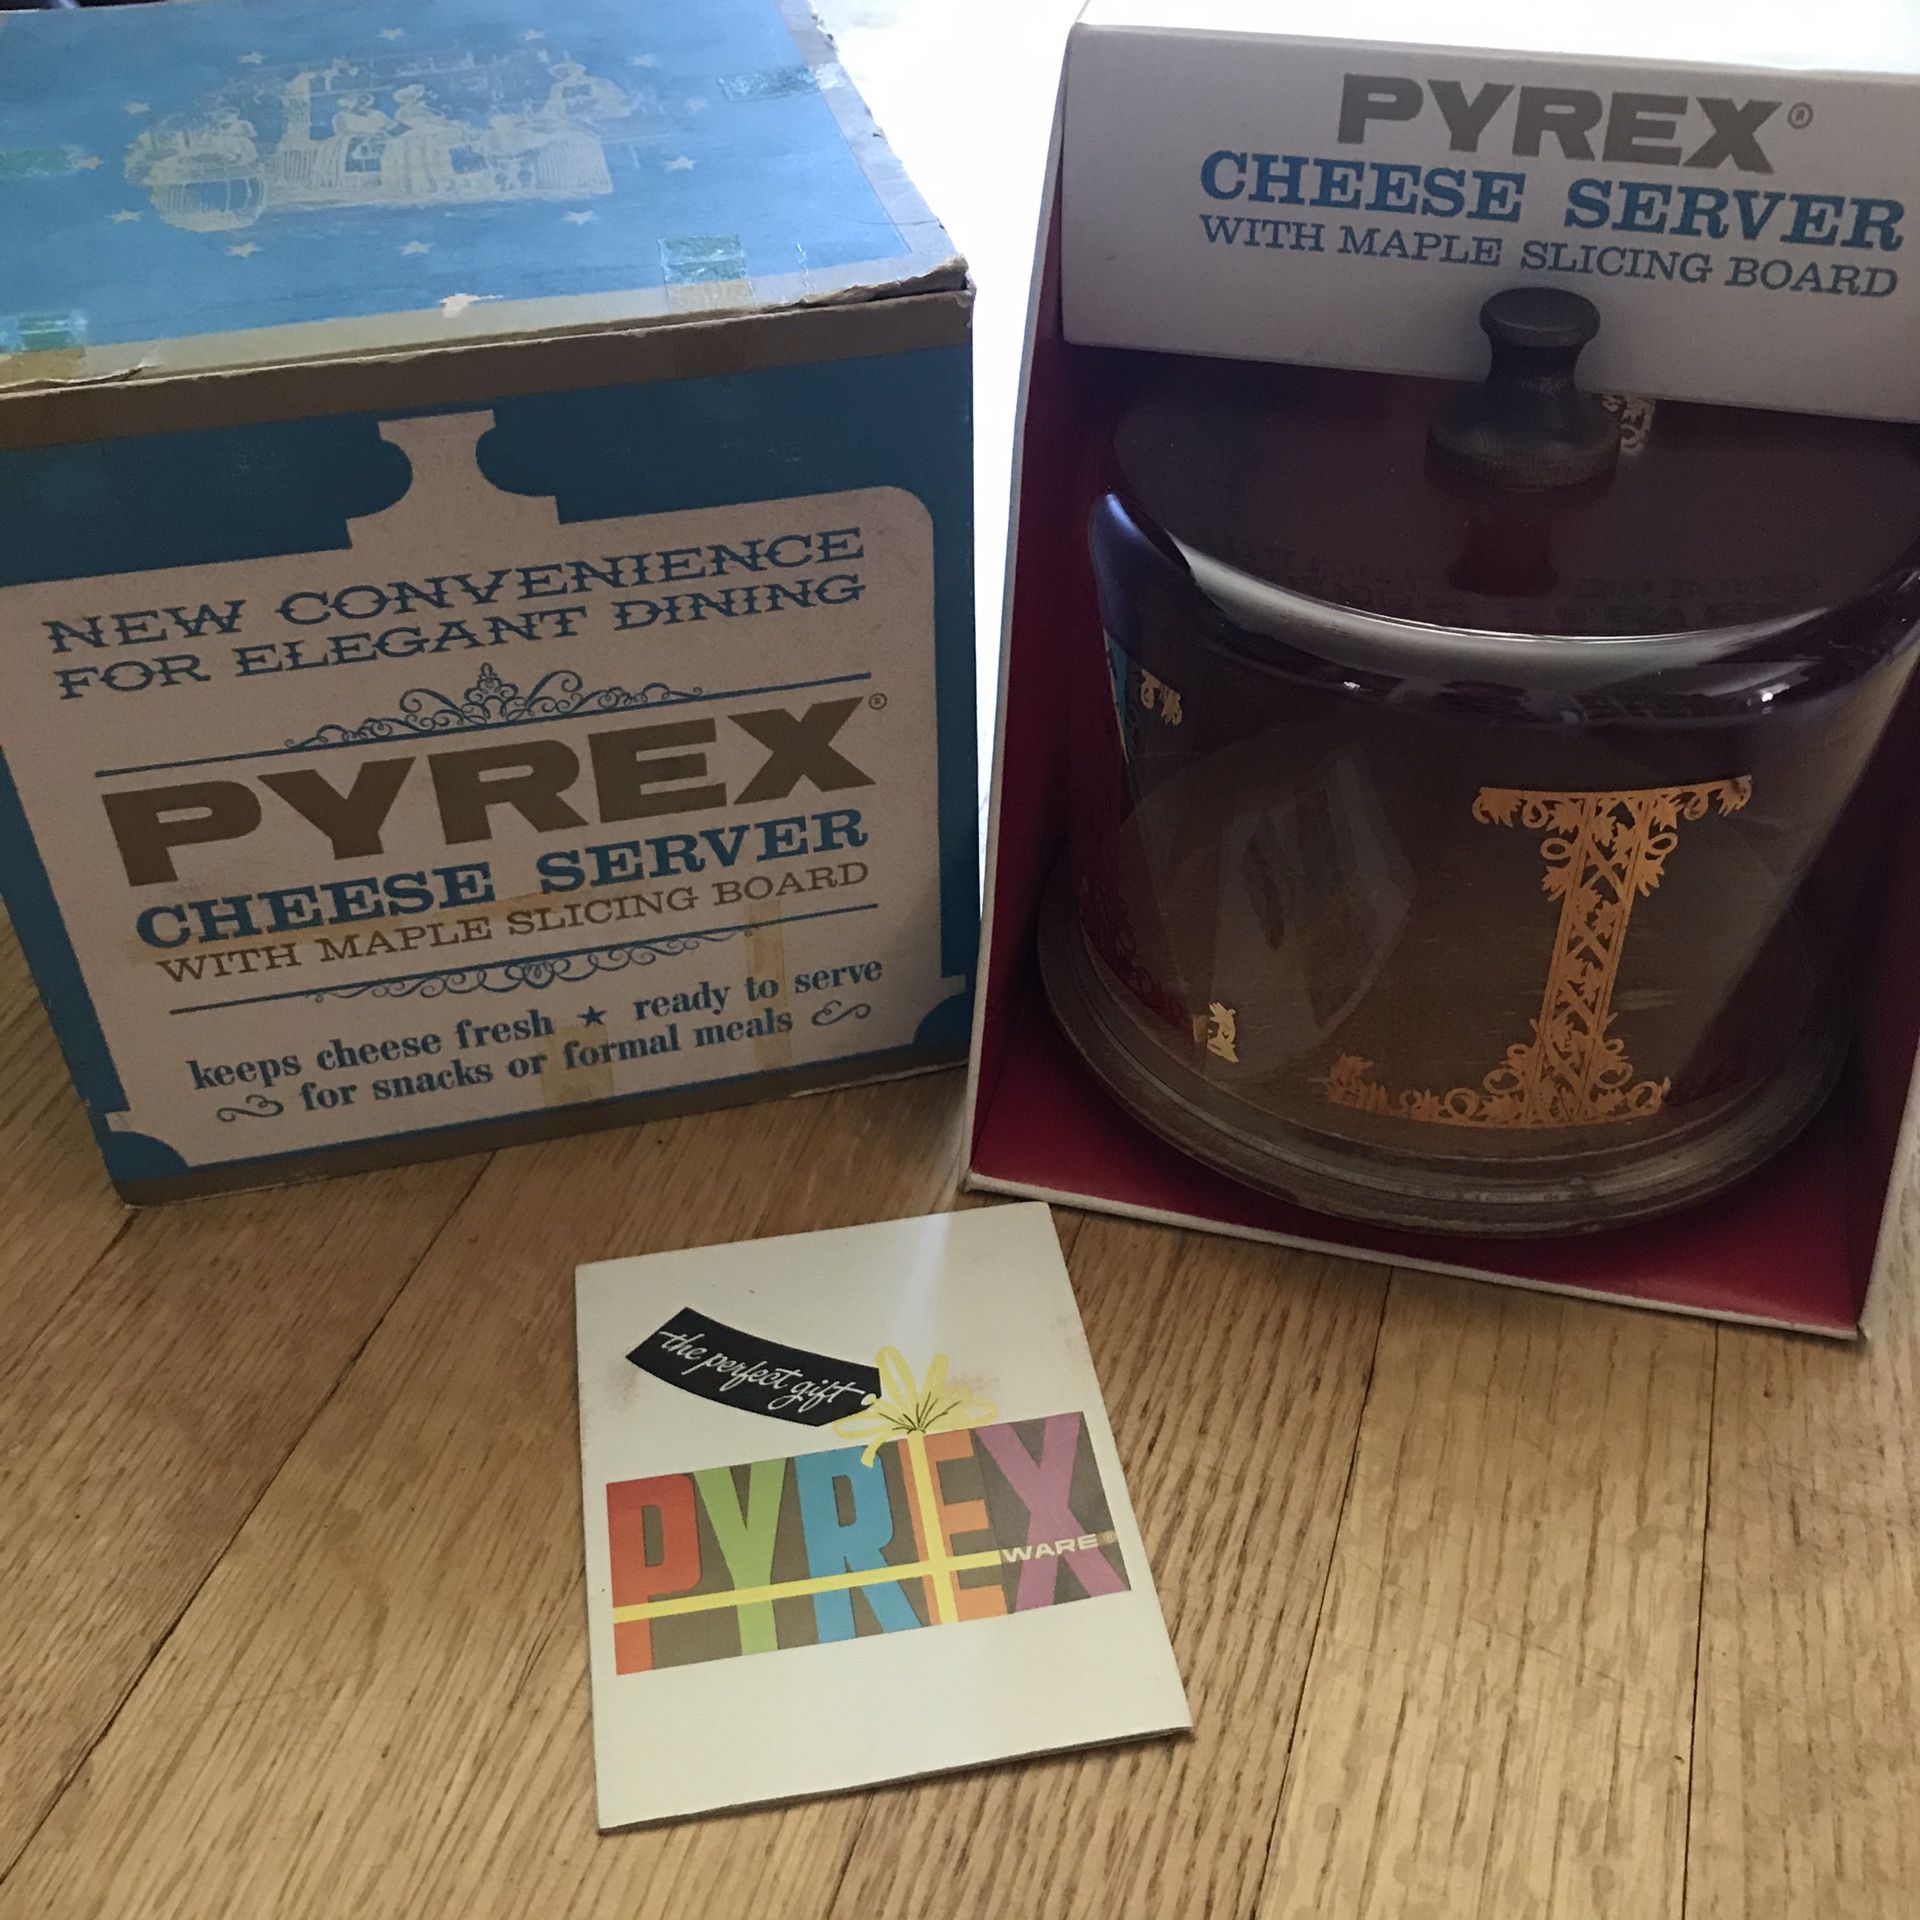 NEW CONVENIENCE
FOR ELEGANT DINING
PYREX®
CHEESE SERVER
WITH MAPLE SLICING BOARD
keeps cheese fresh ★ ready to serve
for snacks or formal meals
PYREX®
CHEESE SERVER
WITH MAPLE SLICING BOARD
the perfect gift
PYREX
WARE®